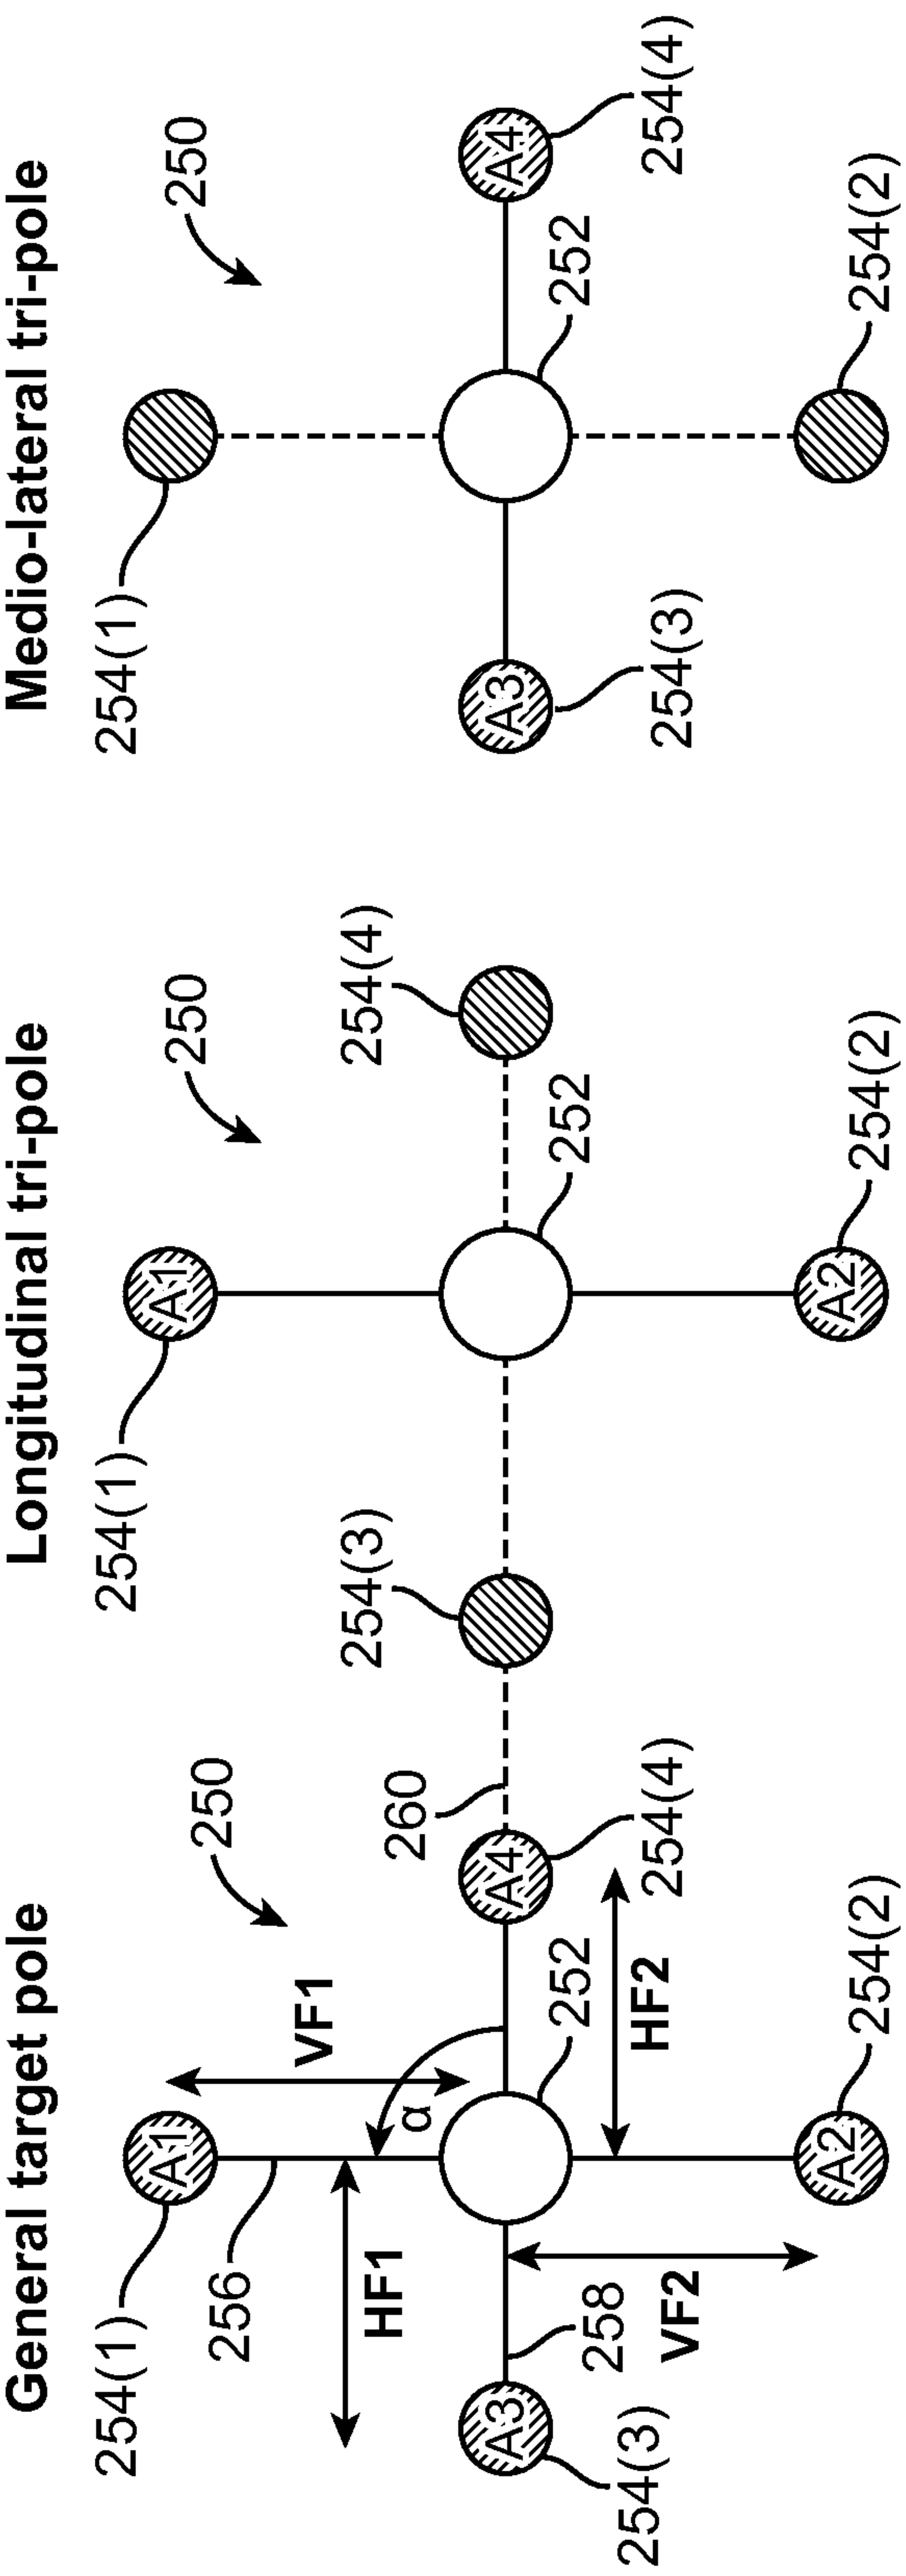 General target pole
250
254(1)
A1
VF1
256
α
HF1
260
252
A3
A4
258
HF2
254(3)
254(4)
VF2
A2
254(2)
Longitudinal tri-pole
250
254(1)
A1
254(3)
254(4)
252
A2
254(2)
Medio-lateral tri-pole
250
254(1)
252
A3
A4
254(3)
254(4)
254(2)